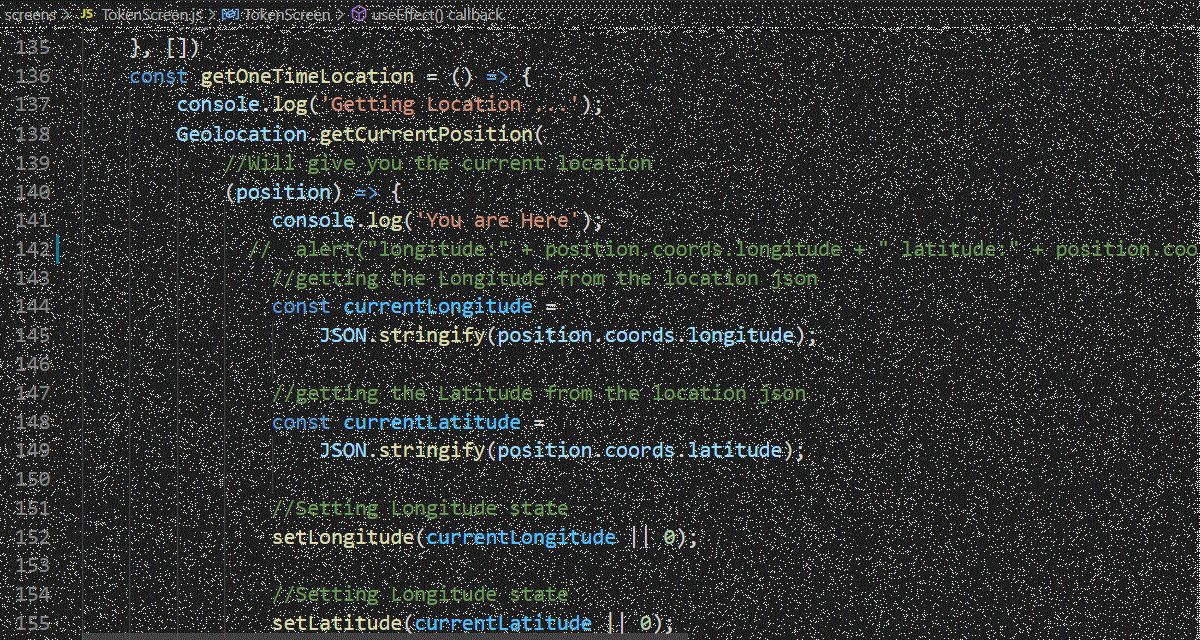 screens > JS TokenScreen.js > TokenScreen > useEffect() callback
135 }, [])
136 const getOneTimeLocation = () => {
137 console.log('Getting Location ...');
138 Geolocation.getCurrentPosition(
139 //Will give you the current location
140 (position) => {
141 console.log('You are Here');
142 // alert("longitude:" + position.coords.longitude + " latitude:" + position.coo
143 //getting the Longitude from the location json
144 const currentLongitude =
145 JSON.stringify(position.coords.longitude);
146
147 //getting the Latitude from the location json
148 const currentLatitude =
149 JSON.stringify(position.coords.latitude);
150
151 //Setting Longitude state
152 setLongitude(currentLongitude || 0);
153
154 //Setting Longitude state
155 setLatitude(currentLatitude || 0);